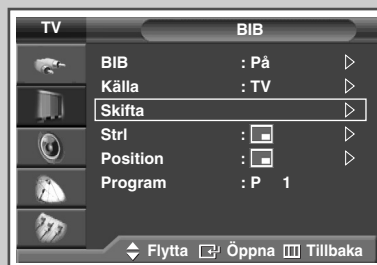 TV BIB
BIB : På
Källa : TV
Skifta
Strl :
Position :
Program : P 1
Flytta Öppna Tillbaka